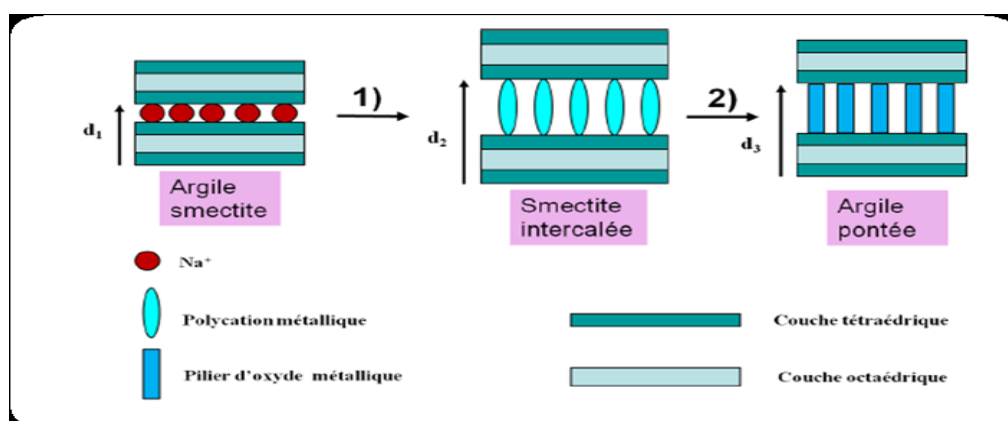 1)
2)
d₁
d₂
d₃
Argile
smectite
Smectite
intercalée
Argile
pontée
Na⁺
Polycation métallique
Couche tétraédrique
Pilier d'oxyde métallique
Couche octaédrique